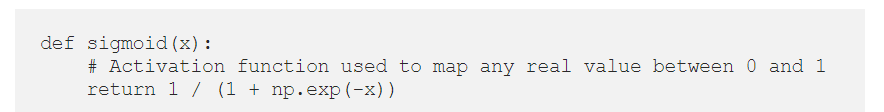 def sigmoid(x):
    # Activation function used to map any real value between 0 and 1
    return 1 / (1 + np.exp(-x))